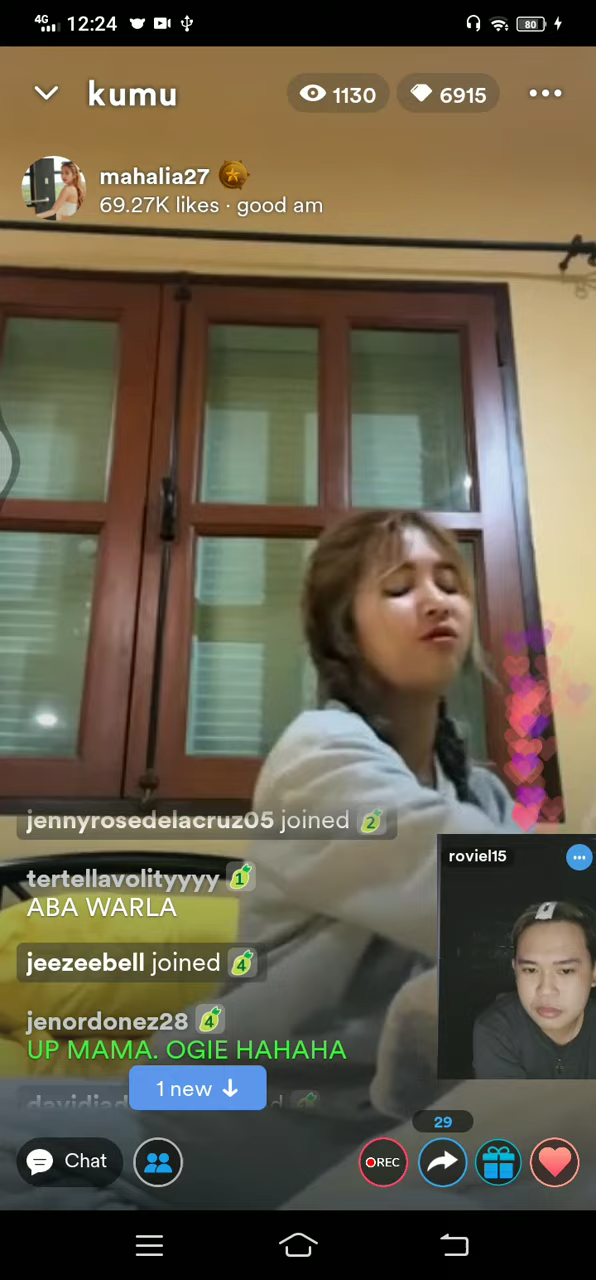 4G 12:24 80
kumu 1130 6915
mahalia27
69.27K likes · good am
jennyrosedelacruz05 joined 2
roviel15
tertellavolityyyy 1
ABA WARLA
jeezeebell joined 4
jenordonez28 4
UP MAMA. OGIE HAHAHA
1 new
29
Chat
REC